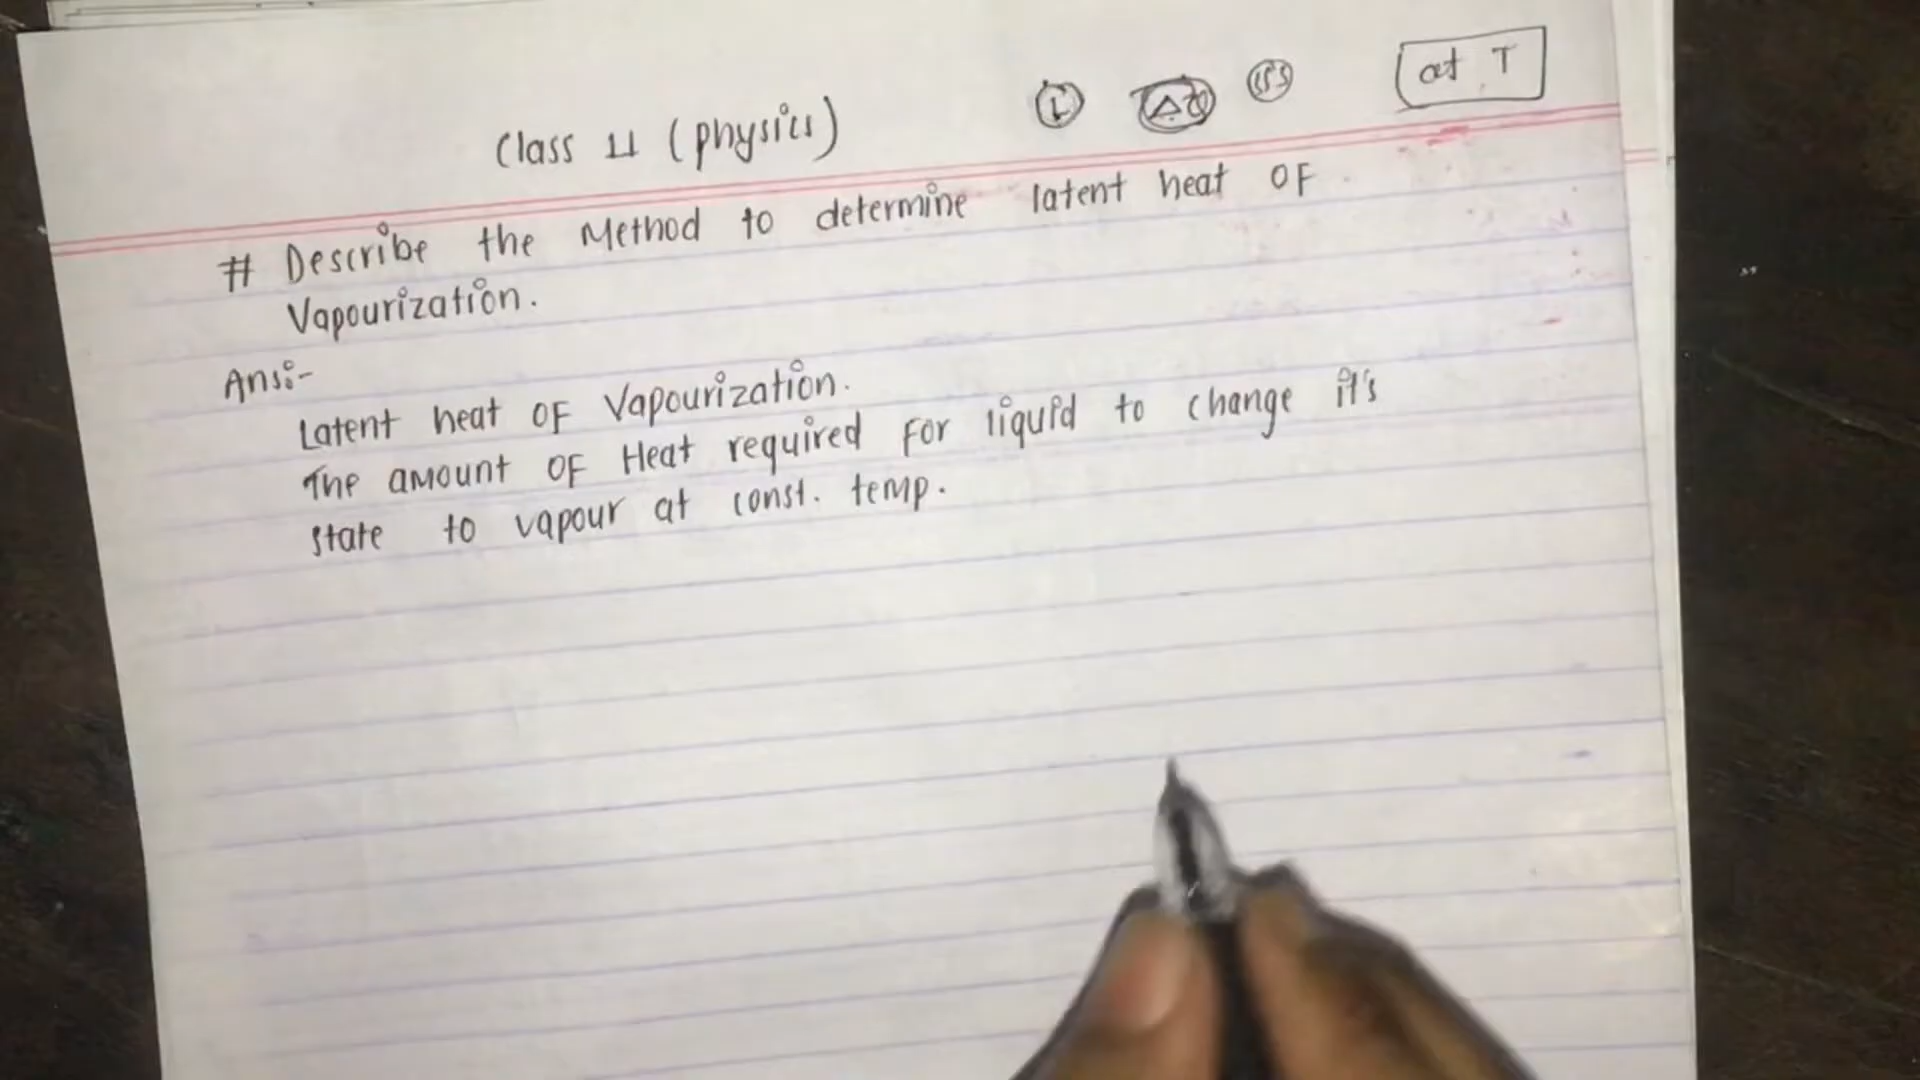 at T
Class 11 (physics)
# Describe the Method to determine latent heat OF
Vapourization.
Ans:-
Latent heat OF Vapourization.
The amount OF Heat required For liquid to change it's
state to vapour at const. temp.